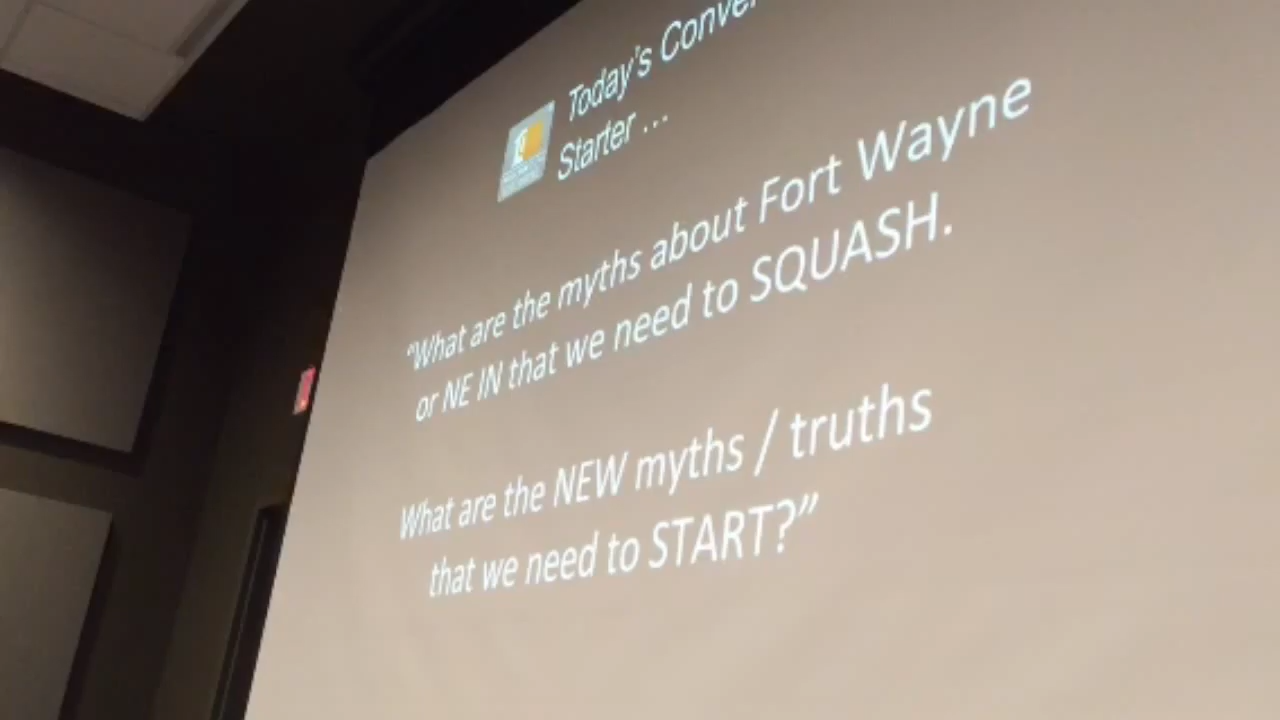 Today's Conver
Starter ...
"What are the myths about Fort Wayne
or NE IN that we need to SQUASH.
What are the NEW myths / truths
that we need to START?"